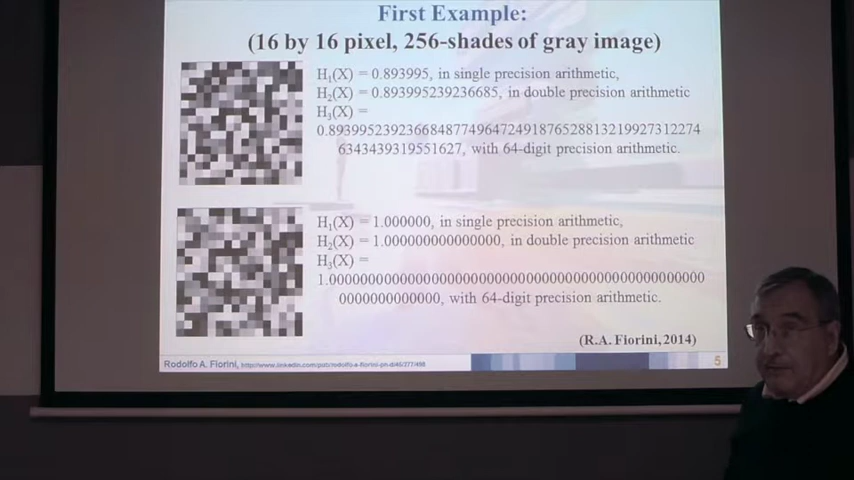 First Example:
(16 by 16 pixel, 256-shades of gray image)
H₁(X) = 0.893995, in single precision arithmetic,
H₂(X) = 0.893995239236685, in double precision arithmetic
H₃(X) =
0.8939952392366848774964724918765288132199273122746343439319551627, with 64-digit precision arithmetic.
H₁(X) = 1.000000, in single precision arithmetic,
H₂(X) = 1.000000000000000, in double precision arithmetic
H₃(X) =
1.000000000000000000000000000000000000000000000000000
0000000000000, with 64-digit precision arithmetic.
(R.A. Fiorini, 2014)
Rodolfo A. Fiorini,
5